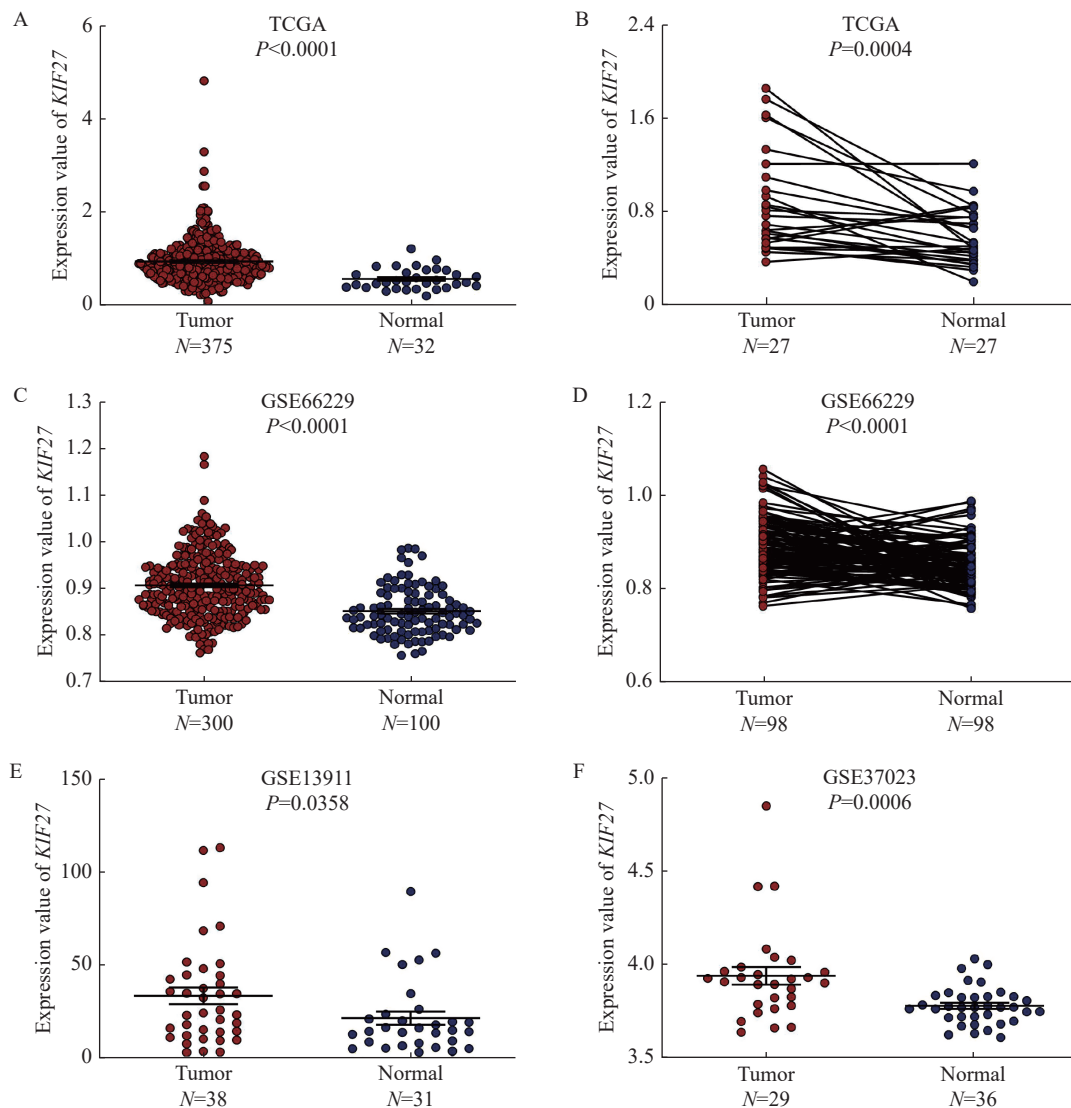 A
TCGA
P<0.0001
Expression value of KIF27
6
4
2
0
Tumor
Normal
N=375
N=32
B
TCGA
P=0.0004
Expression value of KIF27
2.4
1.6
0.8
0
Tumor
Normal
N=27
N=27
C
GSE66229
P<0.0001
Expression value of KIF27
1.3
1.2
1.1
1.0
0.9
0.8
0.7
Tumor
Normal
N=300
N=100
D
GSE66229
P<0.0001
Expression value of KIF27
1.2
1.0
0.8
0.6
Tumor
Normal
N=98
N=98
E
GSE13911
P=0.0358
Expression value of KIF27
150
100
50
0
Tumor
Normal
N=38
N=31
F
GSE37023
P=0.0006
Expression value of KIF27
5.0
4.5
4.0
3.5
Tumor
Normal
N=29
N=36